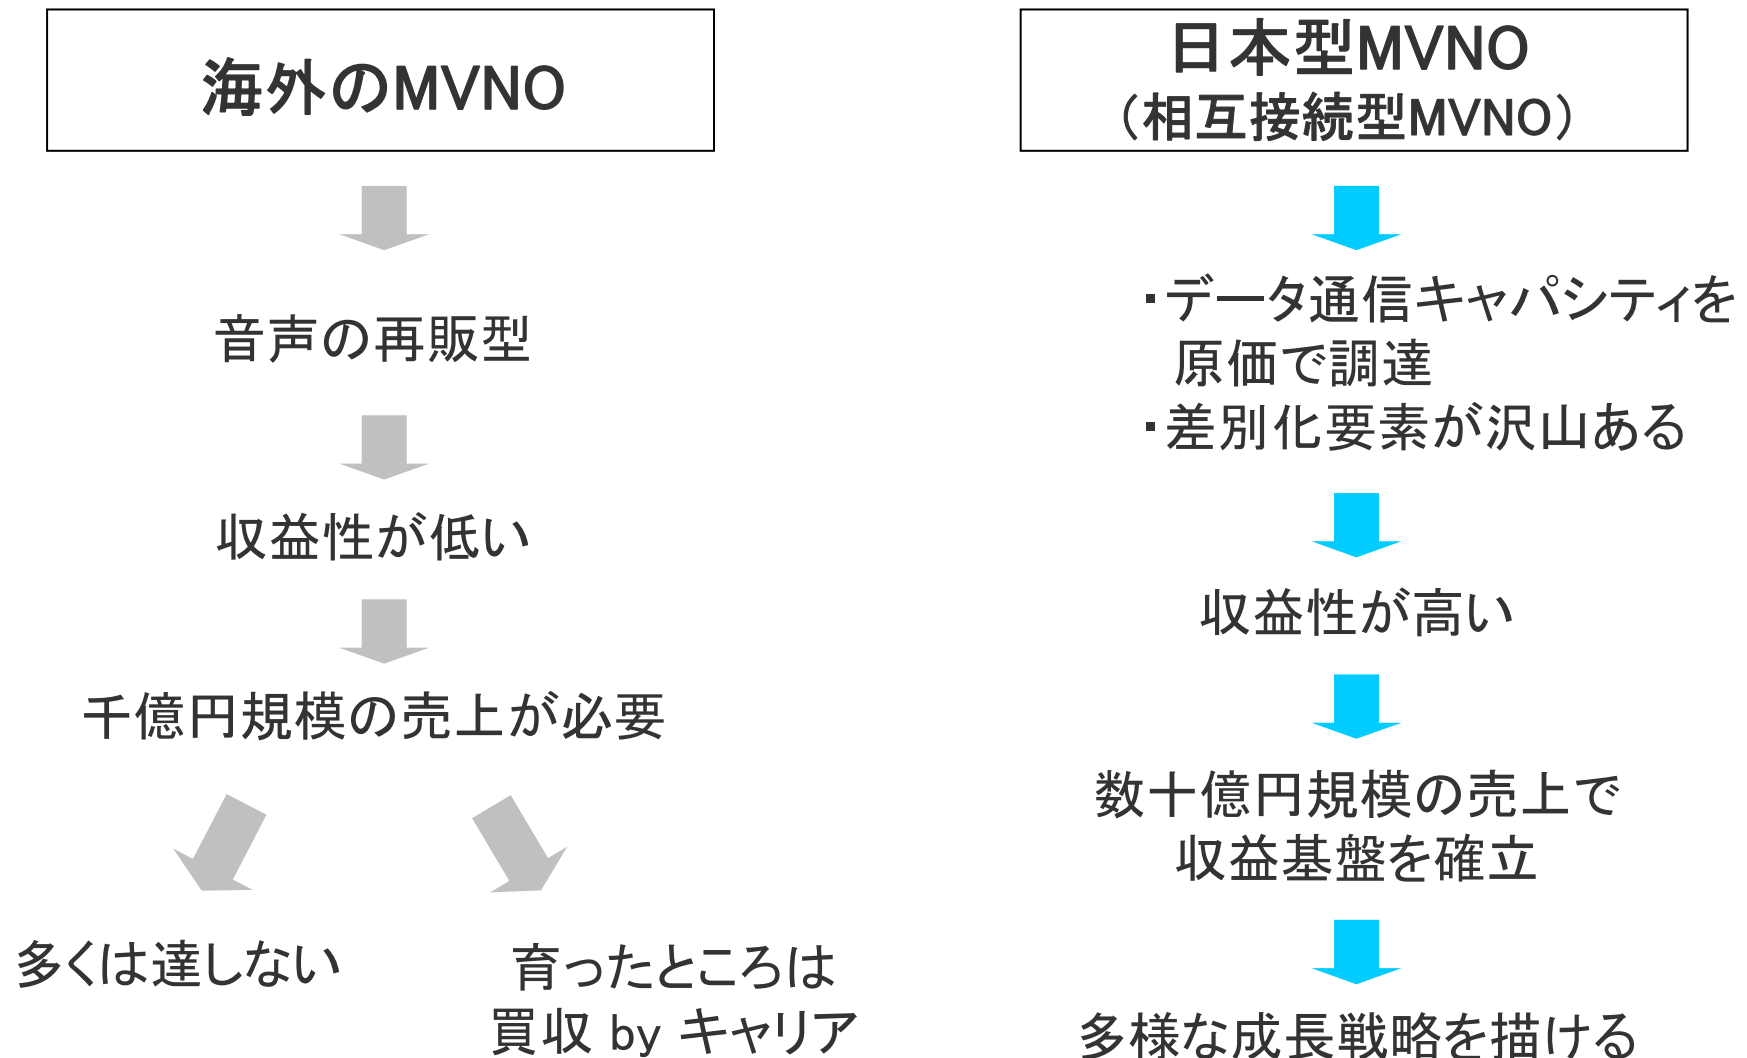 海外のMVNO
音声の再販型
収益性が低い
千億円規模の売上が必要
多くは達しない
育ったところは
買収 by キャリア
日本型MVNO
（相互接続型MVNO）
・データ通信キャパシティを
原価で調達
・差別化要素が沢山ある
収益性が高い
数十億円規模の売上で
収益基盤を確立
多様な成長戦略を描ける